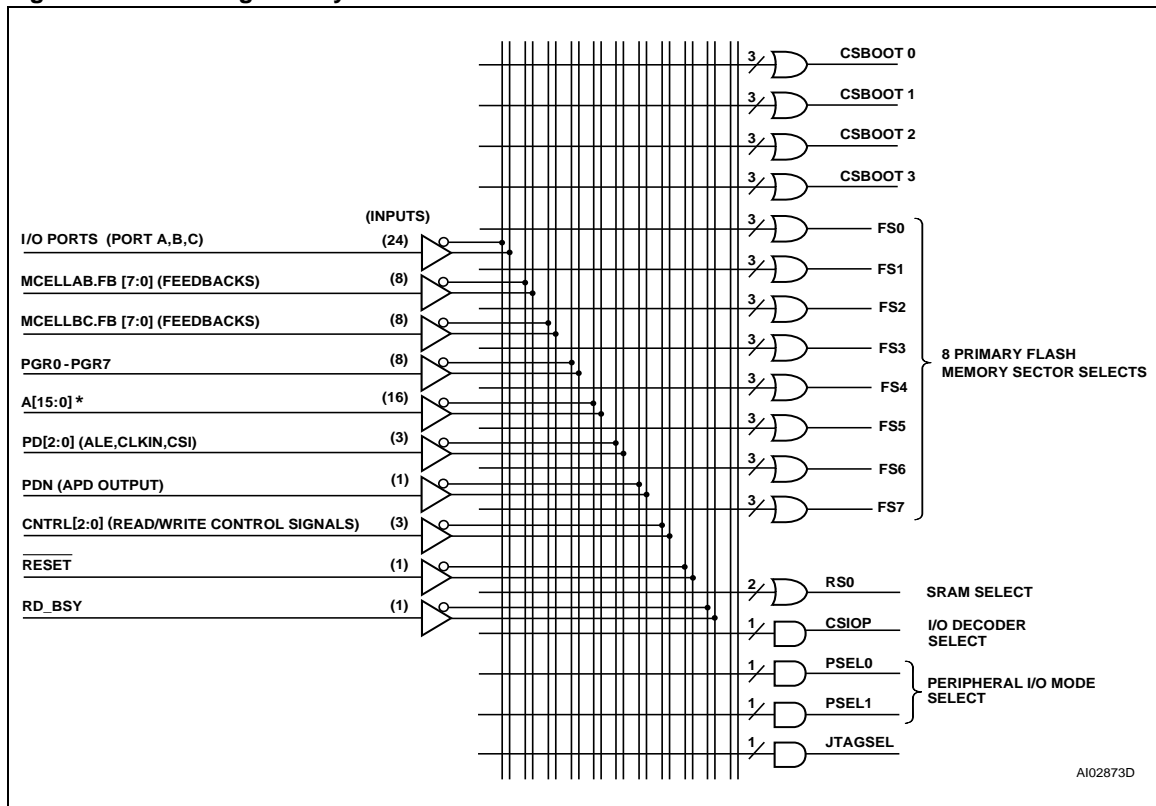 3 CSBOOT 0
3 CSBOOT 1
3 CSBOOT 2
3 CSBOOT 3
(INPUTS)
I/O PORTS (PORT A,B,C) (24)
MCELLAB.FB [7:0] (FEEDBACKS) (8)
MCELLBC.FB [7:0] (FEEDBACKS) (8)
PGR0 - PGR7 (8)
A[15:0] * (16)
PD[2:0] (ALE,CLKIN,CSI) (3)
PDN (APD OUTPUT) (1)
CNTRL[2:0] (READ/WRITE CONTROL SIGNALS) (3)
RESET (1)
RD_BSY (1)
3 FS0
3 FS1
3 FS2
3 FS3
3 FS4
3 FS5
3 FS6
3 FS7
8 PRIMARY FLASH
MEMORY SECTOR SELECTS
2 RS0 SRAM SELECT
1 CSIOP I/O DECODER
SELECT
1 PSEL0
1 PSEL1
PERIPHERAL I/O MODE
SELECT
1 JTAGSEL
AI02873D